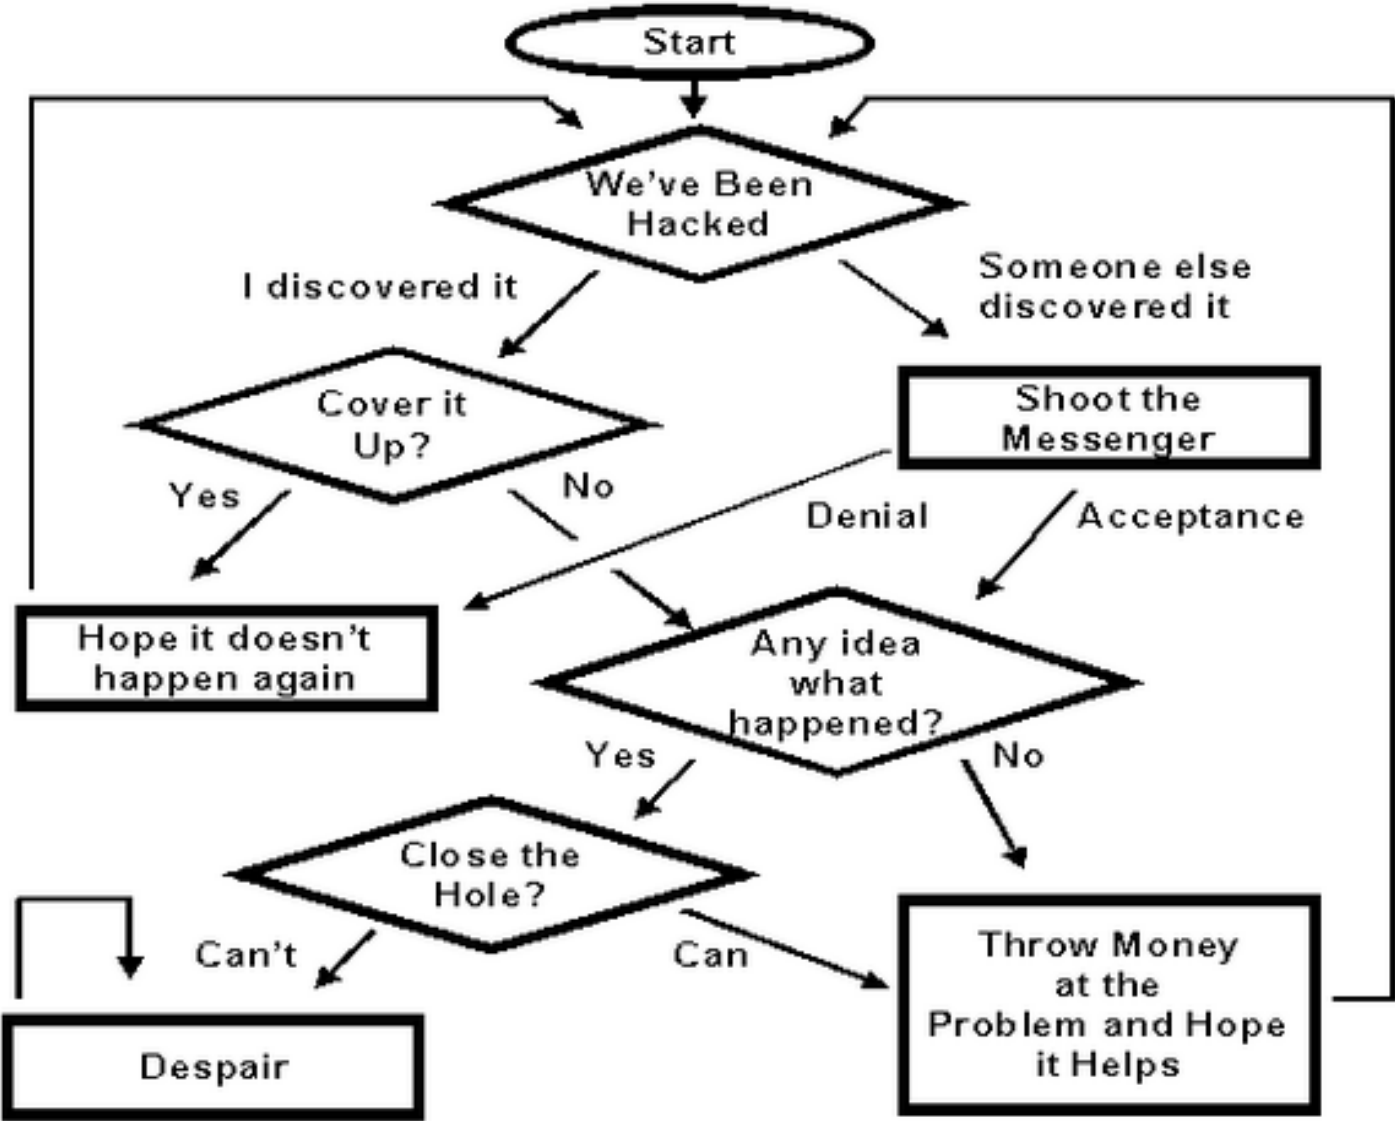 Start
We've Been
Hacked
I discovered it
Someone else
discovered it
Cover it
Up?
Shoot the
Messenger
Yes
No
Denial
Acceptance
Hope it doesn't
happen again
Any idea
what
happened?
Yes
No
Close the
Hole?
Can't
Can
Throw Money
at the
Problem and Hope
it Helps
Despair